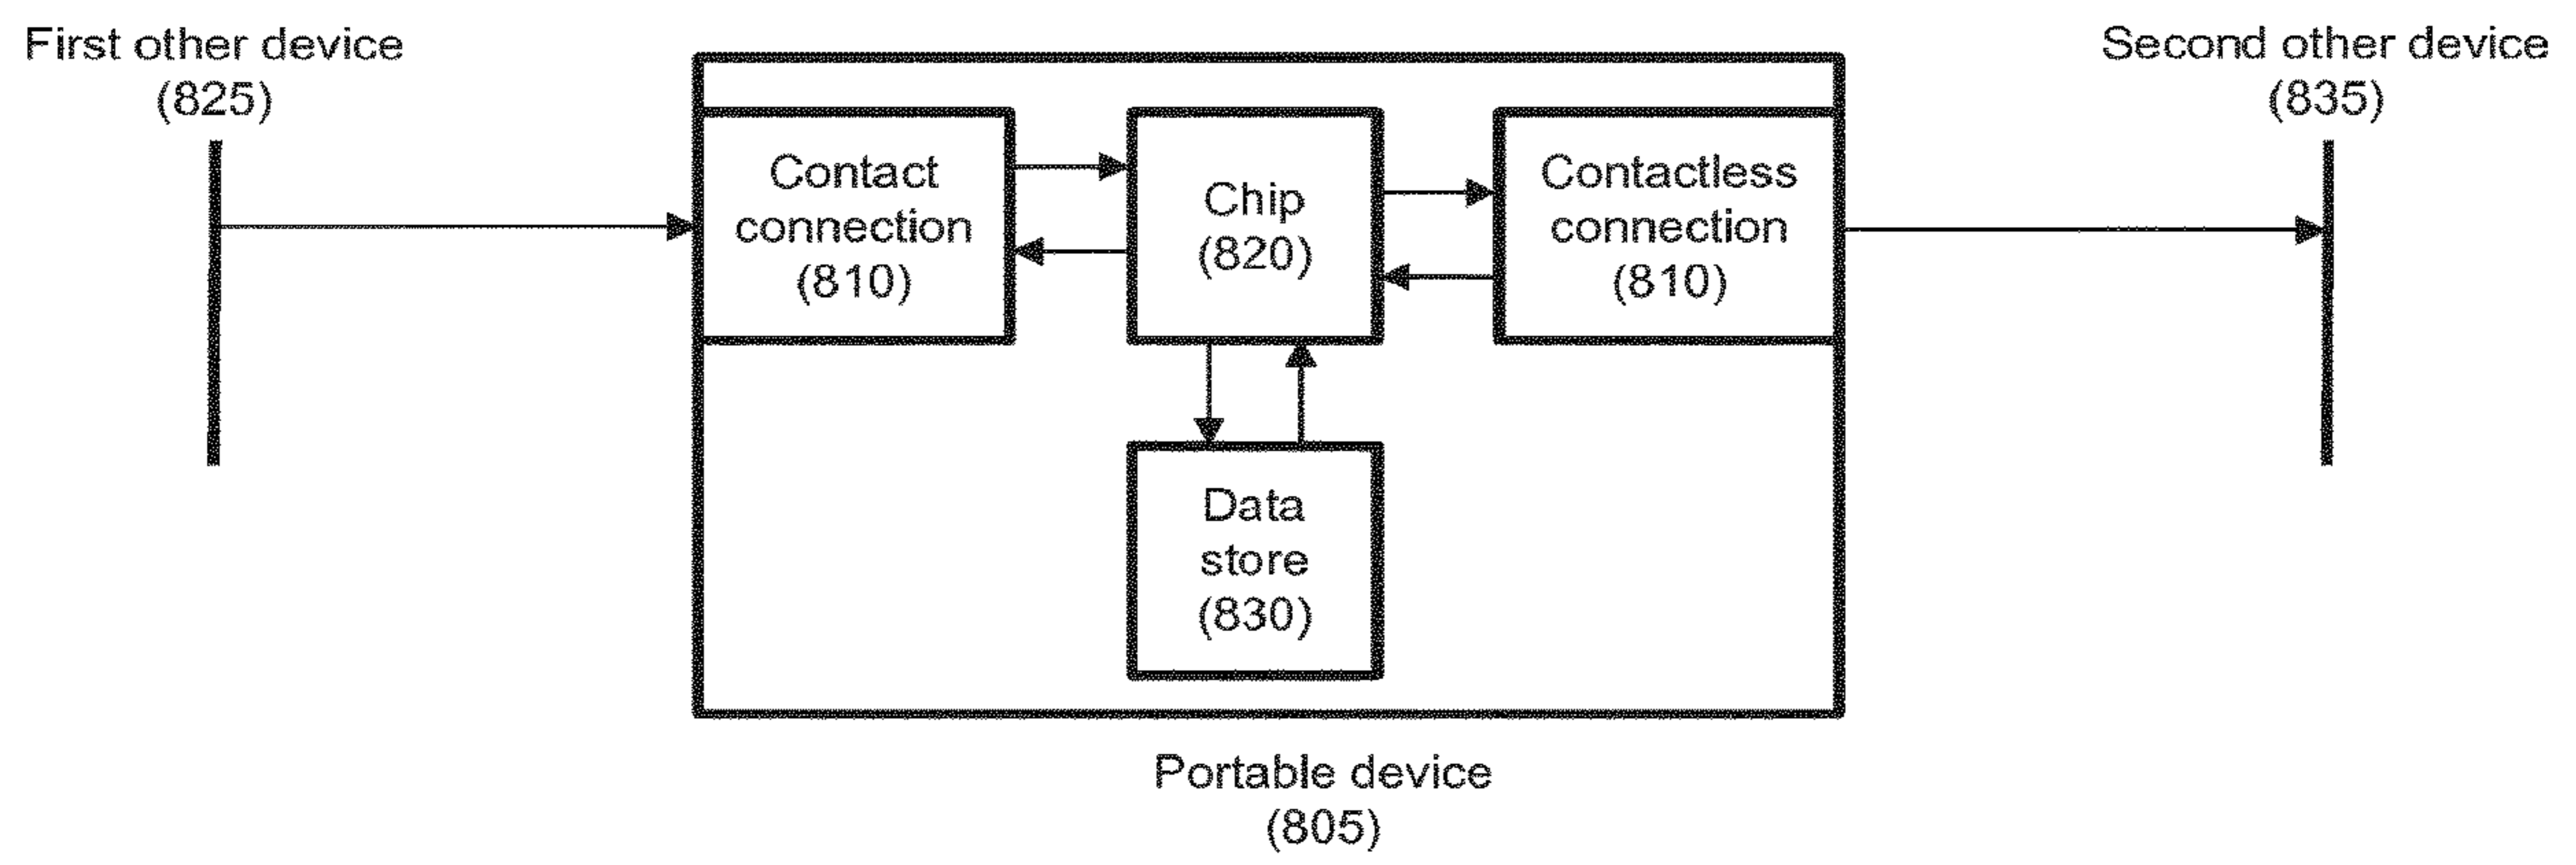 First other device
(825)
Second other device
(835)
Contact
connection
(810)
Chip
(820)
Contactless
connection
(810)
Data
store
(830)
Portable device
(805)